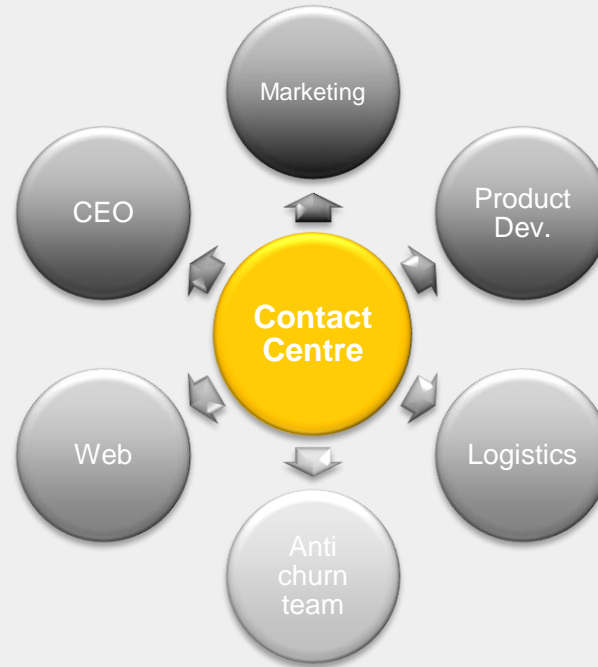 Marketing
CEO
Product
Dev.
Contact
Centre
Web
Logistics
Anti
churn
team